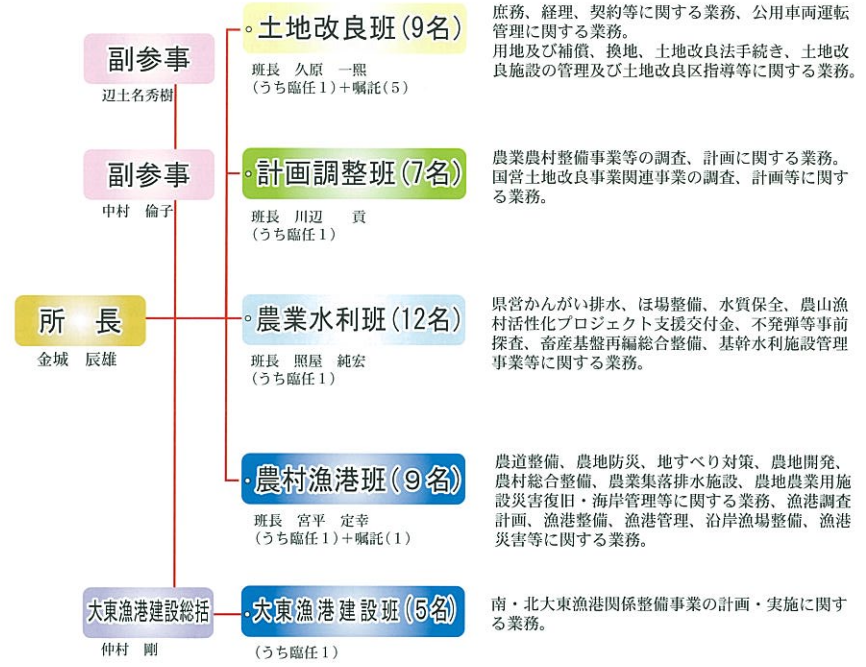 土地改良班(9名)
班長　久原　一熙
(うち臨任1)+嘱託(5)
庶務、経理、契約等に関する業務、公用車両運転
管理に関する業務。
用地及び補償、換地、土地改良法手続き、土地改
良施設の管理及び土地改良区指導等に関する業務。
副参事
辺土名秀樹
副参事
中村　倫子
計画調整班(7名)
班長　川辺　　貢
(うち臨任1)
農業農村整備事業等の調査、計画に関する業務。
国営土地改良事業関連事業の調査、計画等に関す
る業務。
所　長
金城　辰雄
農業水利班(12名)
班長　照屋　純宏
(うち臨任1)
県営かんがい排水、ほ場整備、水質保全、農山漁
村活性化プロジェクト支援交付金、不発弾等事前
探査、畜産基盤再編総合整備、基幹水利施設管理
事業等に関する業務。
農村漁港班(9名)
班長　宮平　定幸
(うち臨任1)+嘱託(1)
農道整備、農地防災、地すべり対策、農地開発、
農村総合整備、農業集落排水施設、農地農業用施
設災害復旧・海岸管理等に関する業務、漁港調査
計画、漁港整備、漁港管理、沿岸漁場整備、漁港
災害等に関する業務。
大東漁港建設総括
仲村　剛
大東漁港建設班(5名)
(うち臨任1)
南・北大東漁港関係整備事業の計画・実施に関す
る業務。